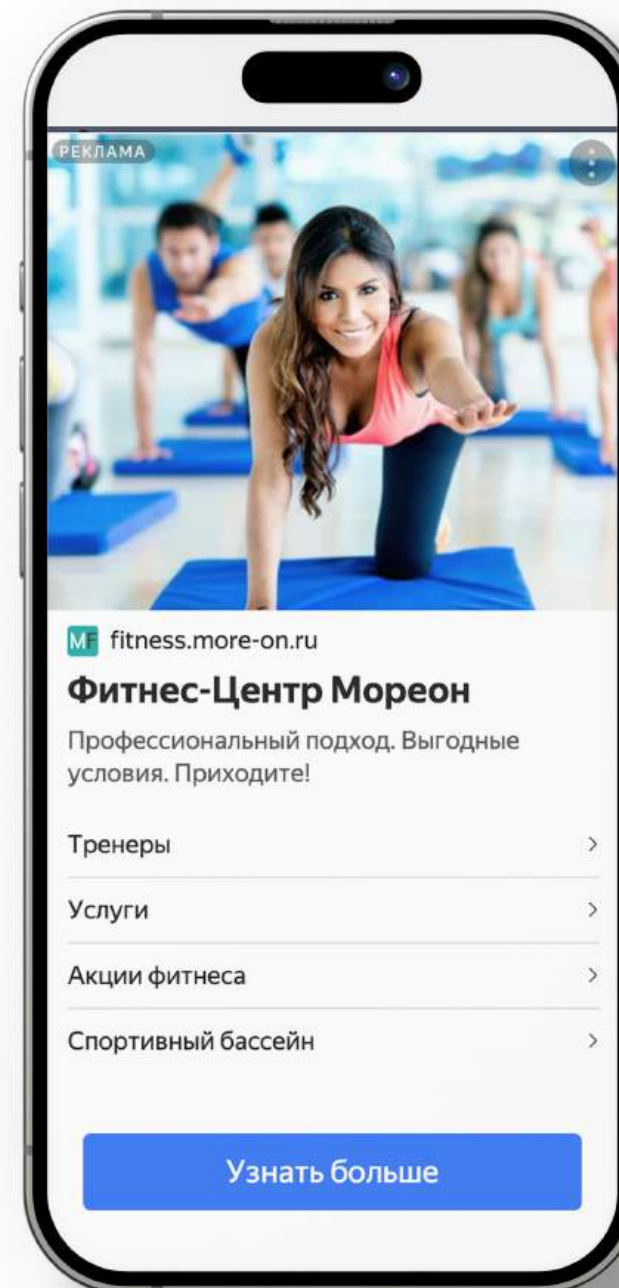 РЕКЛАМА
MF fitness.more-on.ru
Фитнес-Центр Мореон
Профессиональный подход. Выгодные
условия. Приходите!
Тренеры
Услуги
Акции фитнеса
Спортивный бассейн
Узнать больше